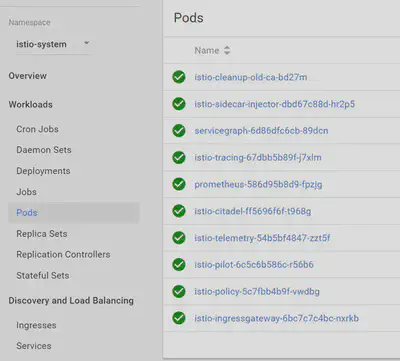 Namespace
istio-system
Overview
Workloads
Cron Jobs
Daemon Sets
Deployments
Jobs
Pods
Replica Sets
Replication Controllers
Stateful Sets
Discovery and Load Balancing
Ingresses
Services
Pods
Name
istio-cleanup-old-ca-bd27m
istio-sidecar-injector-dbd67c88d-hr2p5
servicegraph-6d86dfc6cb-89dcn
istio-tracing-67dbb5b89f-j7xlm
prometheus-586d95b8d9-fpzjg
istio-citadel-ff5696f6f-t968g
istio-telemetry-54b5bf4847-zzt5f
istio-pilot-6c5c6b586c-r56b6
istio-policy-5c7fbb4b9f-vwdbg
istio-ingressgateway-6bc7c7c4bc-nxrkb